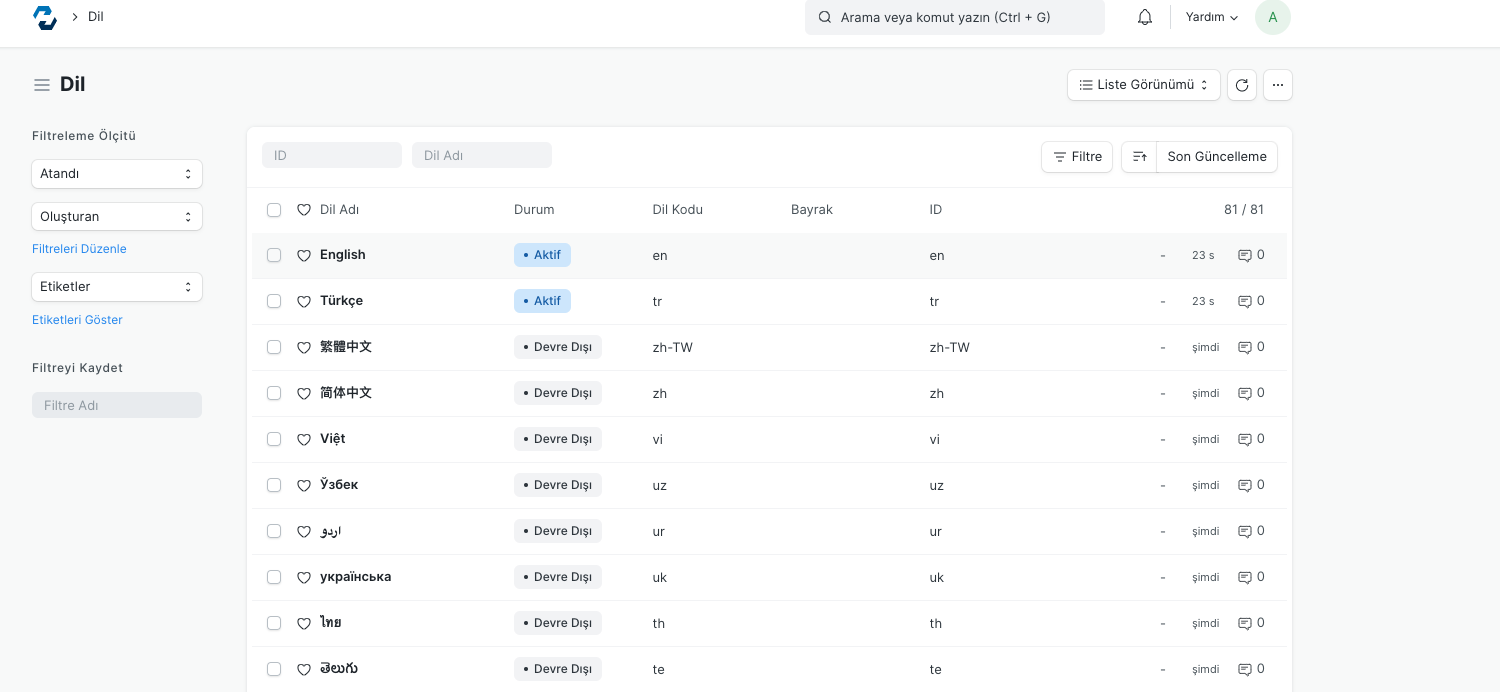 Dil
Arama veya komut yazın (Ctrl + G)
Yardım
A
Dil
Liste Görünümü
Filtreleme Ölçütü
Atandı
Oluşturan
Filtreleri Düzenle
Etiketler
Etiketleri Göster
Filtreyi Kaydet
Filtre Adı
ID Dil Adı Filtre Son Güncelleme
Dil Adı Durum Dil Kodu Bayrak ID 81 / 81
English • Aktif en en - 23 s 0
Türkçe • Aktif tr tr - 23 s 0
繁體中文 • Devre Dışı zh-TW zh-TW - şimdi 0
简体中文 • Devre Dışı zh zh - şimdi 0
Việt • Devre Dışı vi vi - şimdi 0
Ўзбек • Devre Dışı uz uz - şimdi 0
اردو • Devre Dışı ur ur - şimdi 0
українська • Devre Dışı uk uk - şimdi 0
ไทย • Devre Dışı th th - şimdi 0
తెలుగు • Devre Dışı te te - şimdi 0